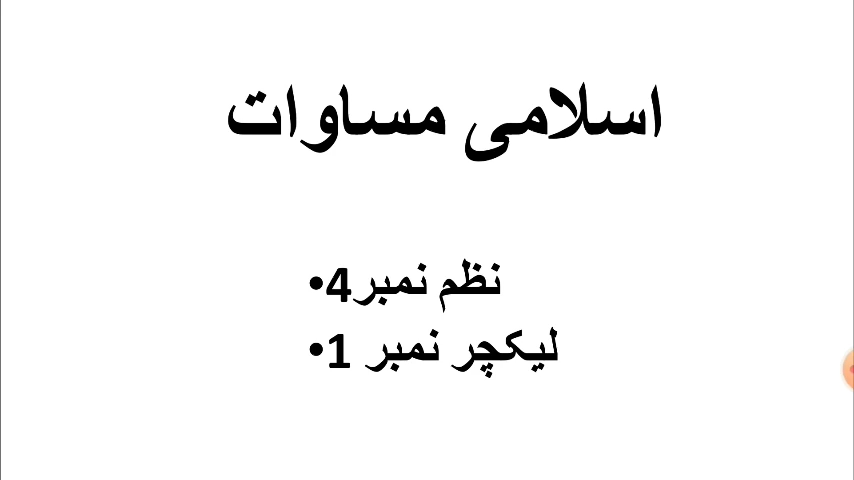 اسلامی مساوات
•نظم نمبر4
•لیکچر نمبر 1